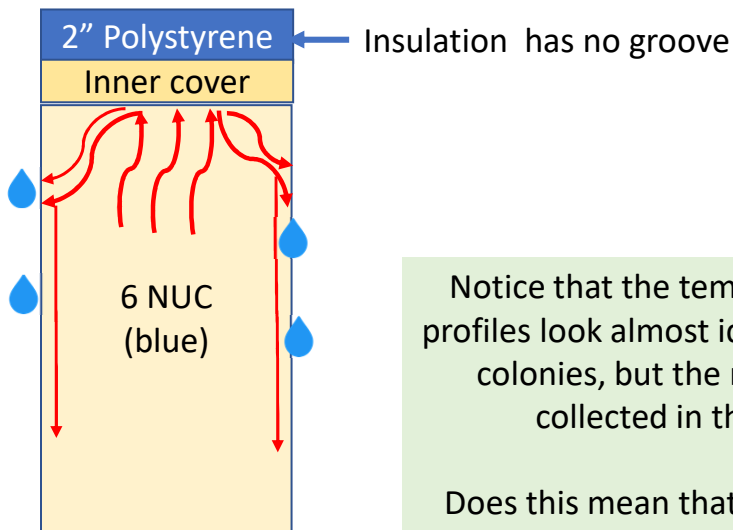 2” Polystyrene
Insulation has no groove
Inner cover
6 NUC
(blue)
Notice that the tem
profiles look almost i
colonies, but the
collected in th
Does this mean that